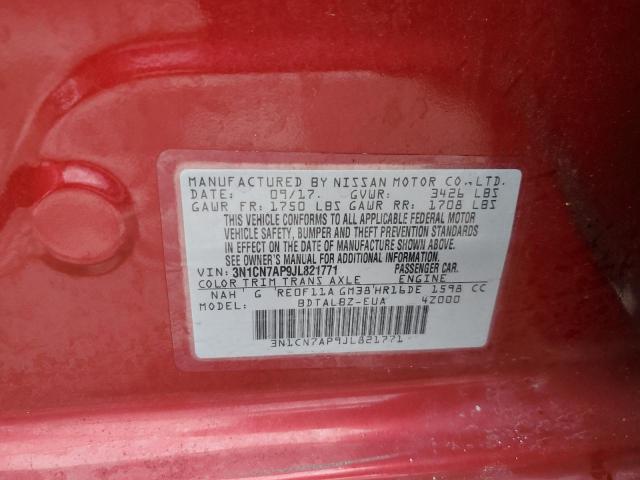 MANUFACTURED BY NISSAN MOTOR CO., LTD.
DATE: 09/17. GVWR: 3426 LBS
GAWR FR: 1750 LBS GAWR RR: 1708 LBS
THIS VEHICLE CONFORMS TO ALL APPLICABLE FEDERAL MOTOR
VEHICLE SAFETY, BUMPER AND THEFT PREVENTION STANDARDS
IN EFFECT ON THE DATE OF MANUFACTURE SHOWN ABOVE.
SEE OWNER'S MANUAL FOR ADDITIONAL INFORMATION.
VIN: 3N1CN7AP9JL821771 PASSENGER CAR.
COLOR TRIM TRANS AXLE ENGINE
NAH G RE0F11A GM38 HR16DE 1598 CC
MODEL: BDTALBZ-EUA 4Z000
3N1CN7AP9JL821771